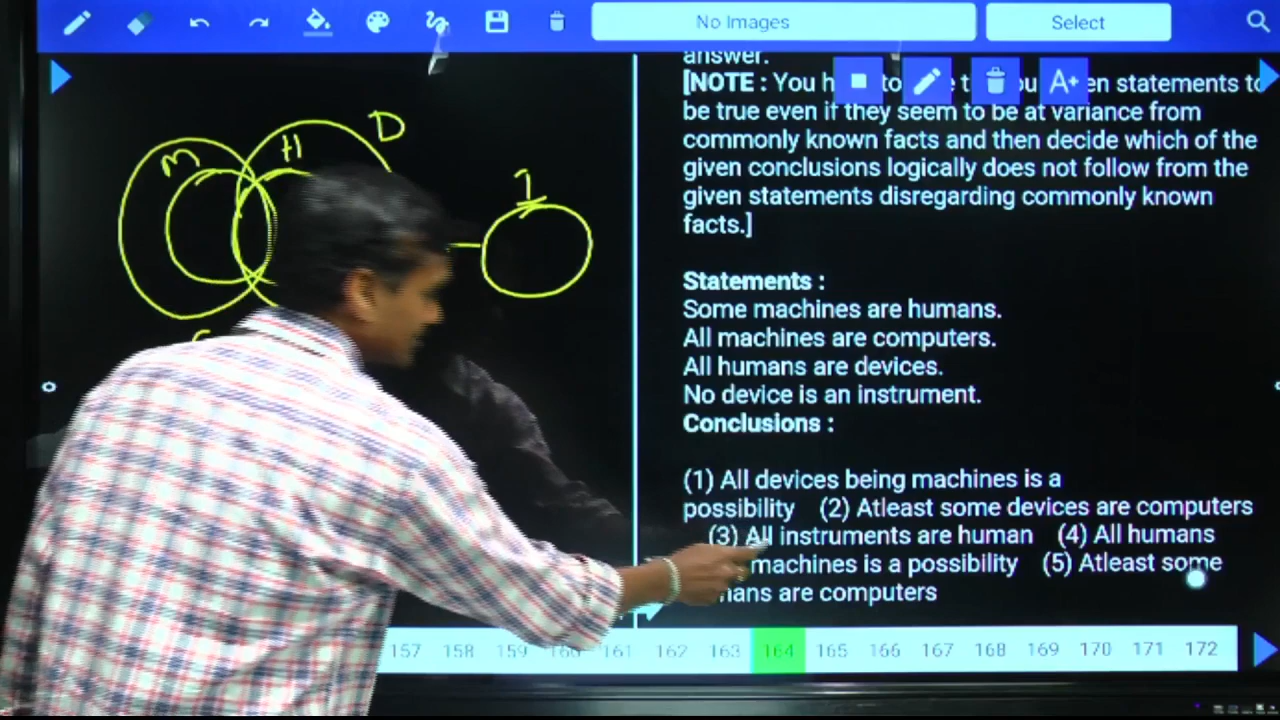 No Images
Select
answer.
[NOTE : You h to t ou en statements to
A+
be true even if they seem to be at variance from
commonly known facts and then decide which of the
given conclusions logically does not follow from the
given statements disregarding commonly known
facts.]
Statements :
Some machines are humans.
All machines are computers.
All humans are devices.
No device is an instrument.
Conclusions :
(1) All devices being machines is a
possibility (2) Atleast some devices are computers
(3) All instruments are human (4) All humans
machines is a possibility (5) Atleast some
are computers
M H D
I
157 158 159 160 161 162 163 164 165 166 167 168 169 170 171 172